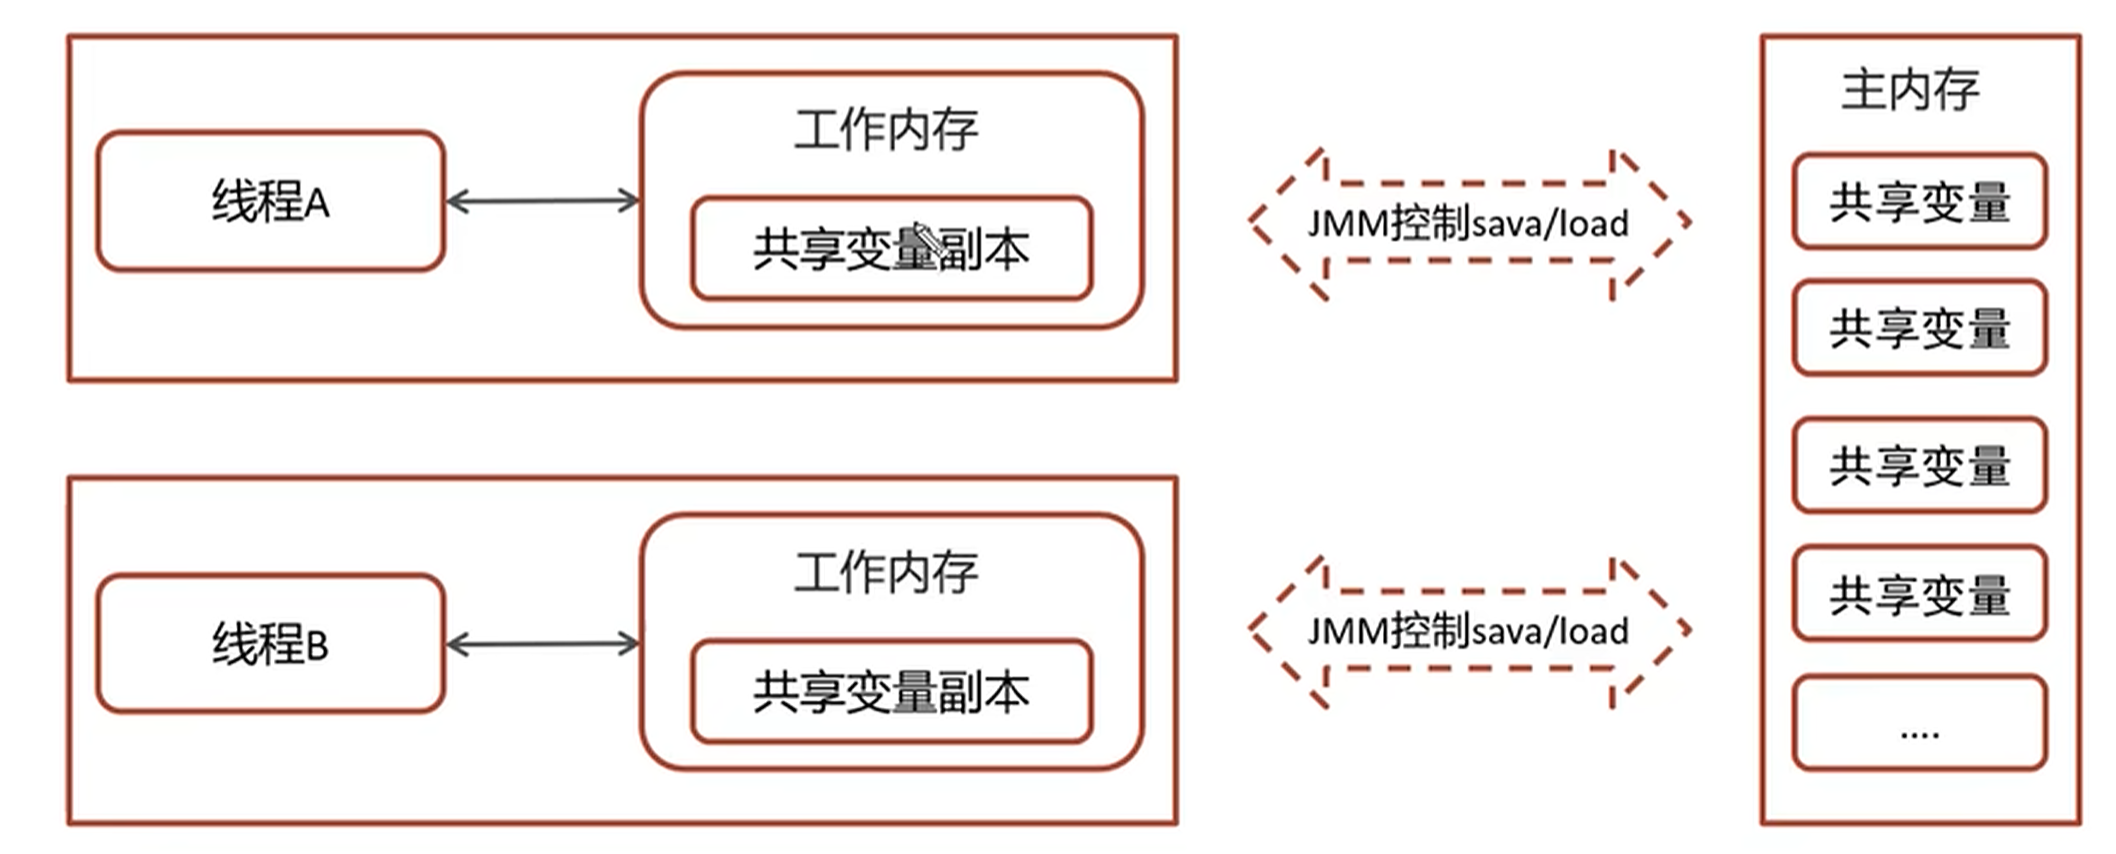 线程A
工作内存
共享变量副本
JMM控制sava/load
线程B
工作内存
共享变量副本
JMM控制sava/load
主内存
共享变量
共享变量
共享变量
共享变量
....